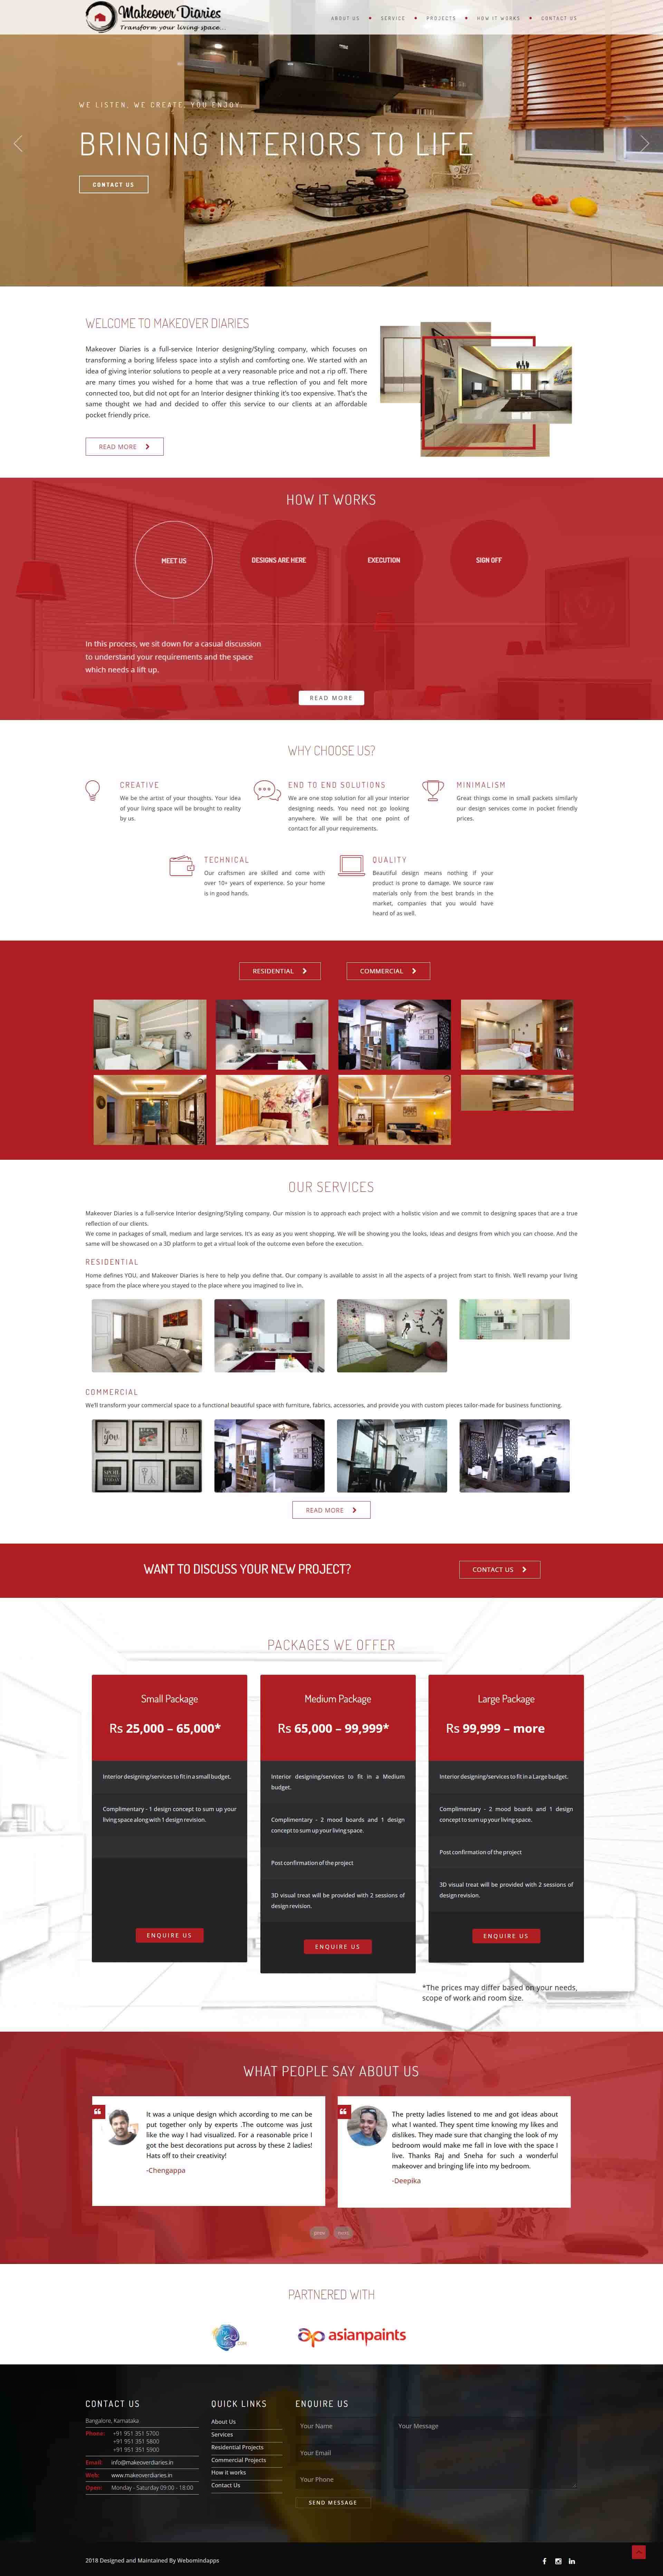 Makeover Diaries
Transform your living space...
ABOUT US
SERVICE
PROJECTS
HOW IT WORKS
CONTACT US
WE LISTEN, WE CREATE, YOU ENJOY
BRINGING INTERIORS TO LIFE
CONTACT US
WELCOME TO MAKEOVER DIARIES
Makeover Diaries is a full-service Interior designing/Styling company, which focuses on
transforming a boring lifeless space into a stylish and comforting one. We started with an
idea of giving interior solutions to people at a very reasonable price and not a rip off. There
are many times you wished for a home that was a true reflection of you and felt more
connected too, but did not opt for an Interior designer thinking it's too expensive. That's the
same thought we had and decided to offer this service to our clients at an affordable
pocket friendly price.
READ MORE
HOW IT WORKS
MEET US
DESIGNS ARE HERE
EXECUTION
SIGN OFF
In this process, we sit down for a casual discussion
to understand your requirements and the space
which needs a lift up.
READ MORE
WHY CHOOSE US?
CREATIVE
We be the artist of your thoughts. Your idea
of your living space will be brought to reality
by us.
END TO END SOLUTIONS
We are one stop solution for all your interior
designing needs. You need not go looking
anywhere. We will be that one point of
contact for all your requirements.
MINIMALISM
Great things come in small packets similarly
our design services come in pocket friendly
prices.
TECHNICAL
Our craftsmen are skilled and come with
over 10+ years of experience. So your home
is in good hands.
QUALITY
Beautiful design means nothing if your
product is prone to damage. We source raw
materials only from the best brands in the
market, companies that you would have
heard of as well.
RESIDENTIAL
COMMERCIAL
OUR SERVICES
Makeover Diaries is a full-service Interior designing/Styling company. Our mission is to approach each project with a holistic vision and we commit to designing spaces that are a true
reflection of our clients.
We come in packages of small, medium and large services. It's as easy as you went shopping. We will be showing you the looks, ideas and designs from which you can choose. And the
same will be showcased on a 3D platform to get a virtual look of the outcome even before the execution.
RESIDENTIAL
Home defines YOU, and Makeover Diaries is here to help you define that. Our company is available to assist in all the aspects of a project from start to finish. We'll revamp your living
space from the place where you stayed to the place where you imagined to live in.
COMMERCIAL
We'll transform your commercial space to a functional beautiful space with furniture, fabrics, accessories, and provide you with custom pieces tailor-made for business functioning.
READ MORE
WANT TO DISCUSS YOUR NEW PROJECT?
CONTACT US
PACKAGES WE OFFER
Small Package
Rs 25,000 – 65,000*
Interior designing/services to fit in a small budget.
Complimentary - 1 design concept to sum up your
living space along with 1 design revision.
ENQUIRE US
Medium Package
Rs 65,000 – 99,999*
Interior designing/services to fit in a Medium
budget.
Complimentary - 2 mood boards and 1 design
concept to sum up your living space.
Post confirmation of the project
3D visual treat will be provided with 2 sessions of
design revision.
ENQUIRE US
Large Package
Rs 99,999 – more
Interior designing/services to fit in a Large budget.
Complimentary - 2 mood boards and 1 design
concept to sum up your living space.
Post confirmation of the project
3D visual treat will be provided with 2 sessions of
design revision.
ENQUIRE US
*The prices may differ based on your needs,
scope of work and room size.
WHAT PEOPLE SAY ABOUT US
It was a unique design which according to me can be
put together only by experts .The outcome was just
like the way I had visualized. For a reasonable price I
got the best decorations put across by these 2 ladies!
Hats off to their creativity!
-Chengappa
The pretty ladies listened to me and got ideas about
what I wanted. They spent time knowing my likes and
dislikes. They made sure that changing the look of my
bedroom would make me fall in love with the space I
live. Thanks Raj and Sneha for such a wonderful
makeover and bringing life into my bedroom.
-Deepika
prev
next
PARTNERED WITH
asianpaints
CONTACT US
Bangalore, Karnataka
Phone: +91 951 351 5700
+91 951 351 5800
+91 951 351 5900
Email: info@makeoverdiaries.in
Web: www.makeoverdiaries.in
Open: Monday - Saturday 09:00 - 18:00
QUICK LINKS
About Us
Services
Residential Projects
Commercial Projects
How it works
Contact Us
ENQUIRE US
Your Name
Your Message
Your Email
Your Phone
SEND MESSAGE
2018 Designed and Maintained By Webomindapps